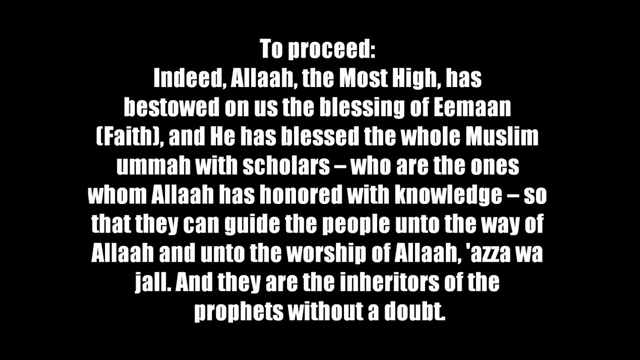 To proceed:
Indeed, Allaah, the Most High, has
bestowed on us the blessing of Eemaan
(Faith), and He has blessed the whole Muslim
ummah with scholars – who are the ones
whom Allaah has honored with knowledge – so
that they can guide the people unto the way of
Allaah and unto the worship of Allaah, 'azza wa
jall. And they are the inheritors of the
prophets without a doubt.